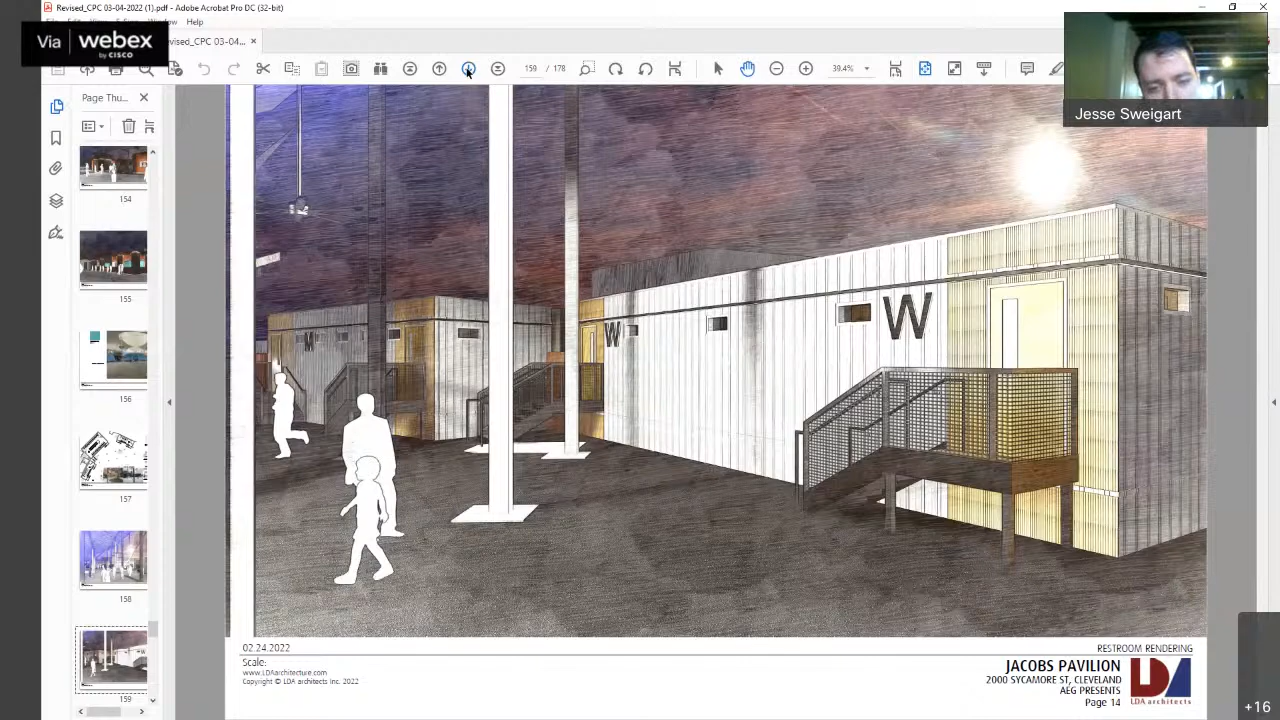 Revised_CPC 03-04-2022 (1).pdf - Adobe Acrobat Pro DC (32-bit)
Help
Via webex
by CISCO
vised_CPC 03-04...
159 / 178
Page Thu...
Jesse Sweigart
154
155
156
157
158
159
M
W
W
W
02.24.2022
RESTROOM RENDERING
Scale:
www.LDAarchitecture.com
Copyright © LDA architects Inc. 2022
JACOBS PAVILION
2000 SYCAMORE ST, CLEVELAND
AEG PRESENTS
Page 14
LDA architects
+16